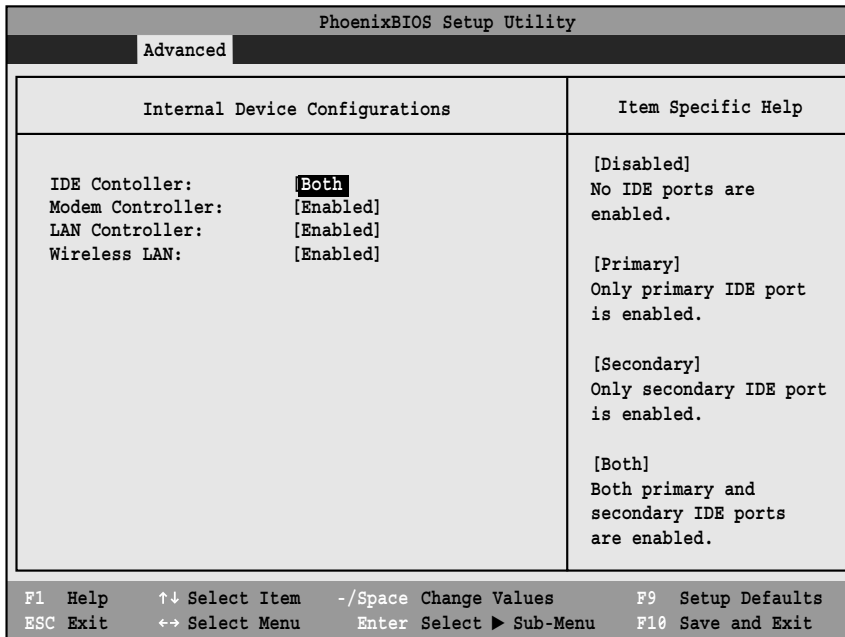 PhoenixBIOS Setup Utility
Advanced
Internal Device Configurations
IDE Contoller: [Both
Modem Controller: [Enabled]
LAN Controller: [Enabled]
Wireless LAN: [Enabled]
Item Specific Help
[Disabled]
No IDE ports are
enabled.
[Primary]
Only primary IDE port
is enabled.
[Secondary]
Only secondary IDE port
is enabled.
[Both]
Both primary and
secondary IDE ports
are enabled.
F1 Help ↑↓ Select Item -/Space Change Values F9 Setup Defaults
ESC Exit ←→ Select Menu Enter Select ▶ Sub-Menu F10 Save and Exit